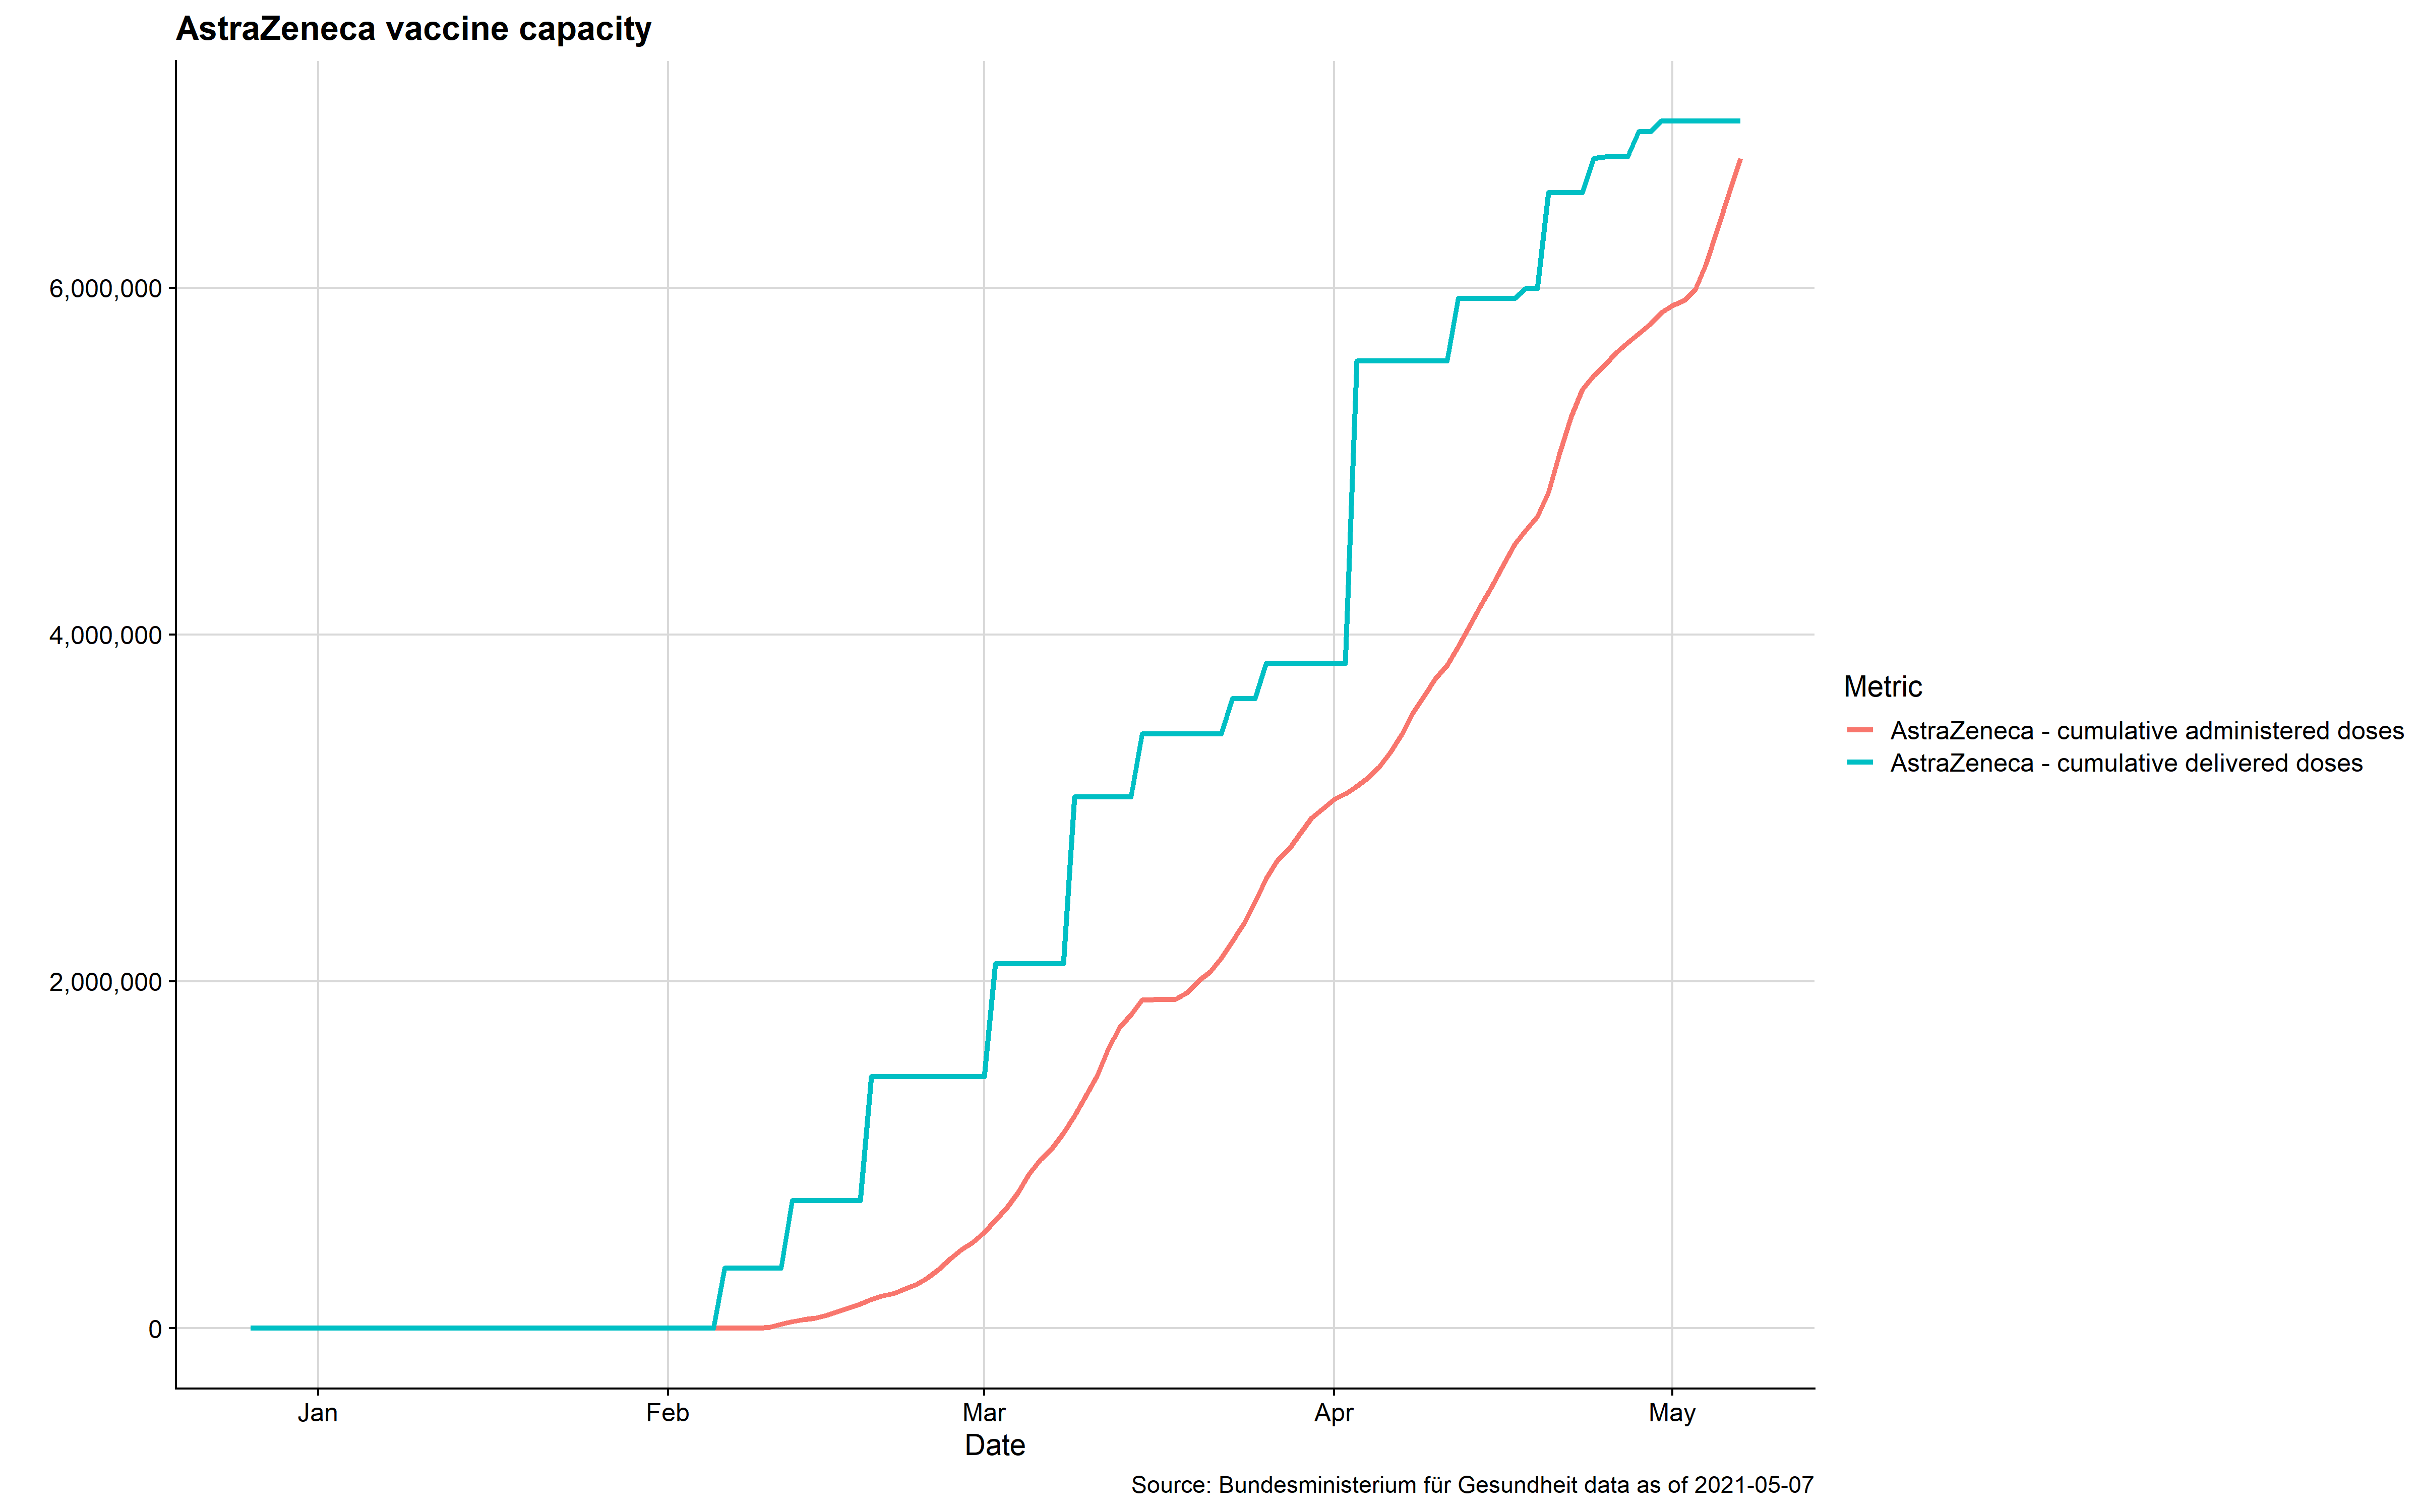 AstraZeneca vaccine capacity
6,000,000
4,000,000
2,000,000
0
Jan Feb Mar Apr May
Date
Metric
AstraZeneca - cumulative administered doses
AstraZeneca - cumulative delivered doses
Source: Bundesministerium für Gesundheit data as of 2021-05-07